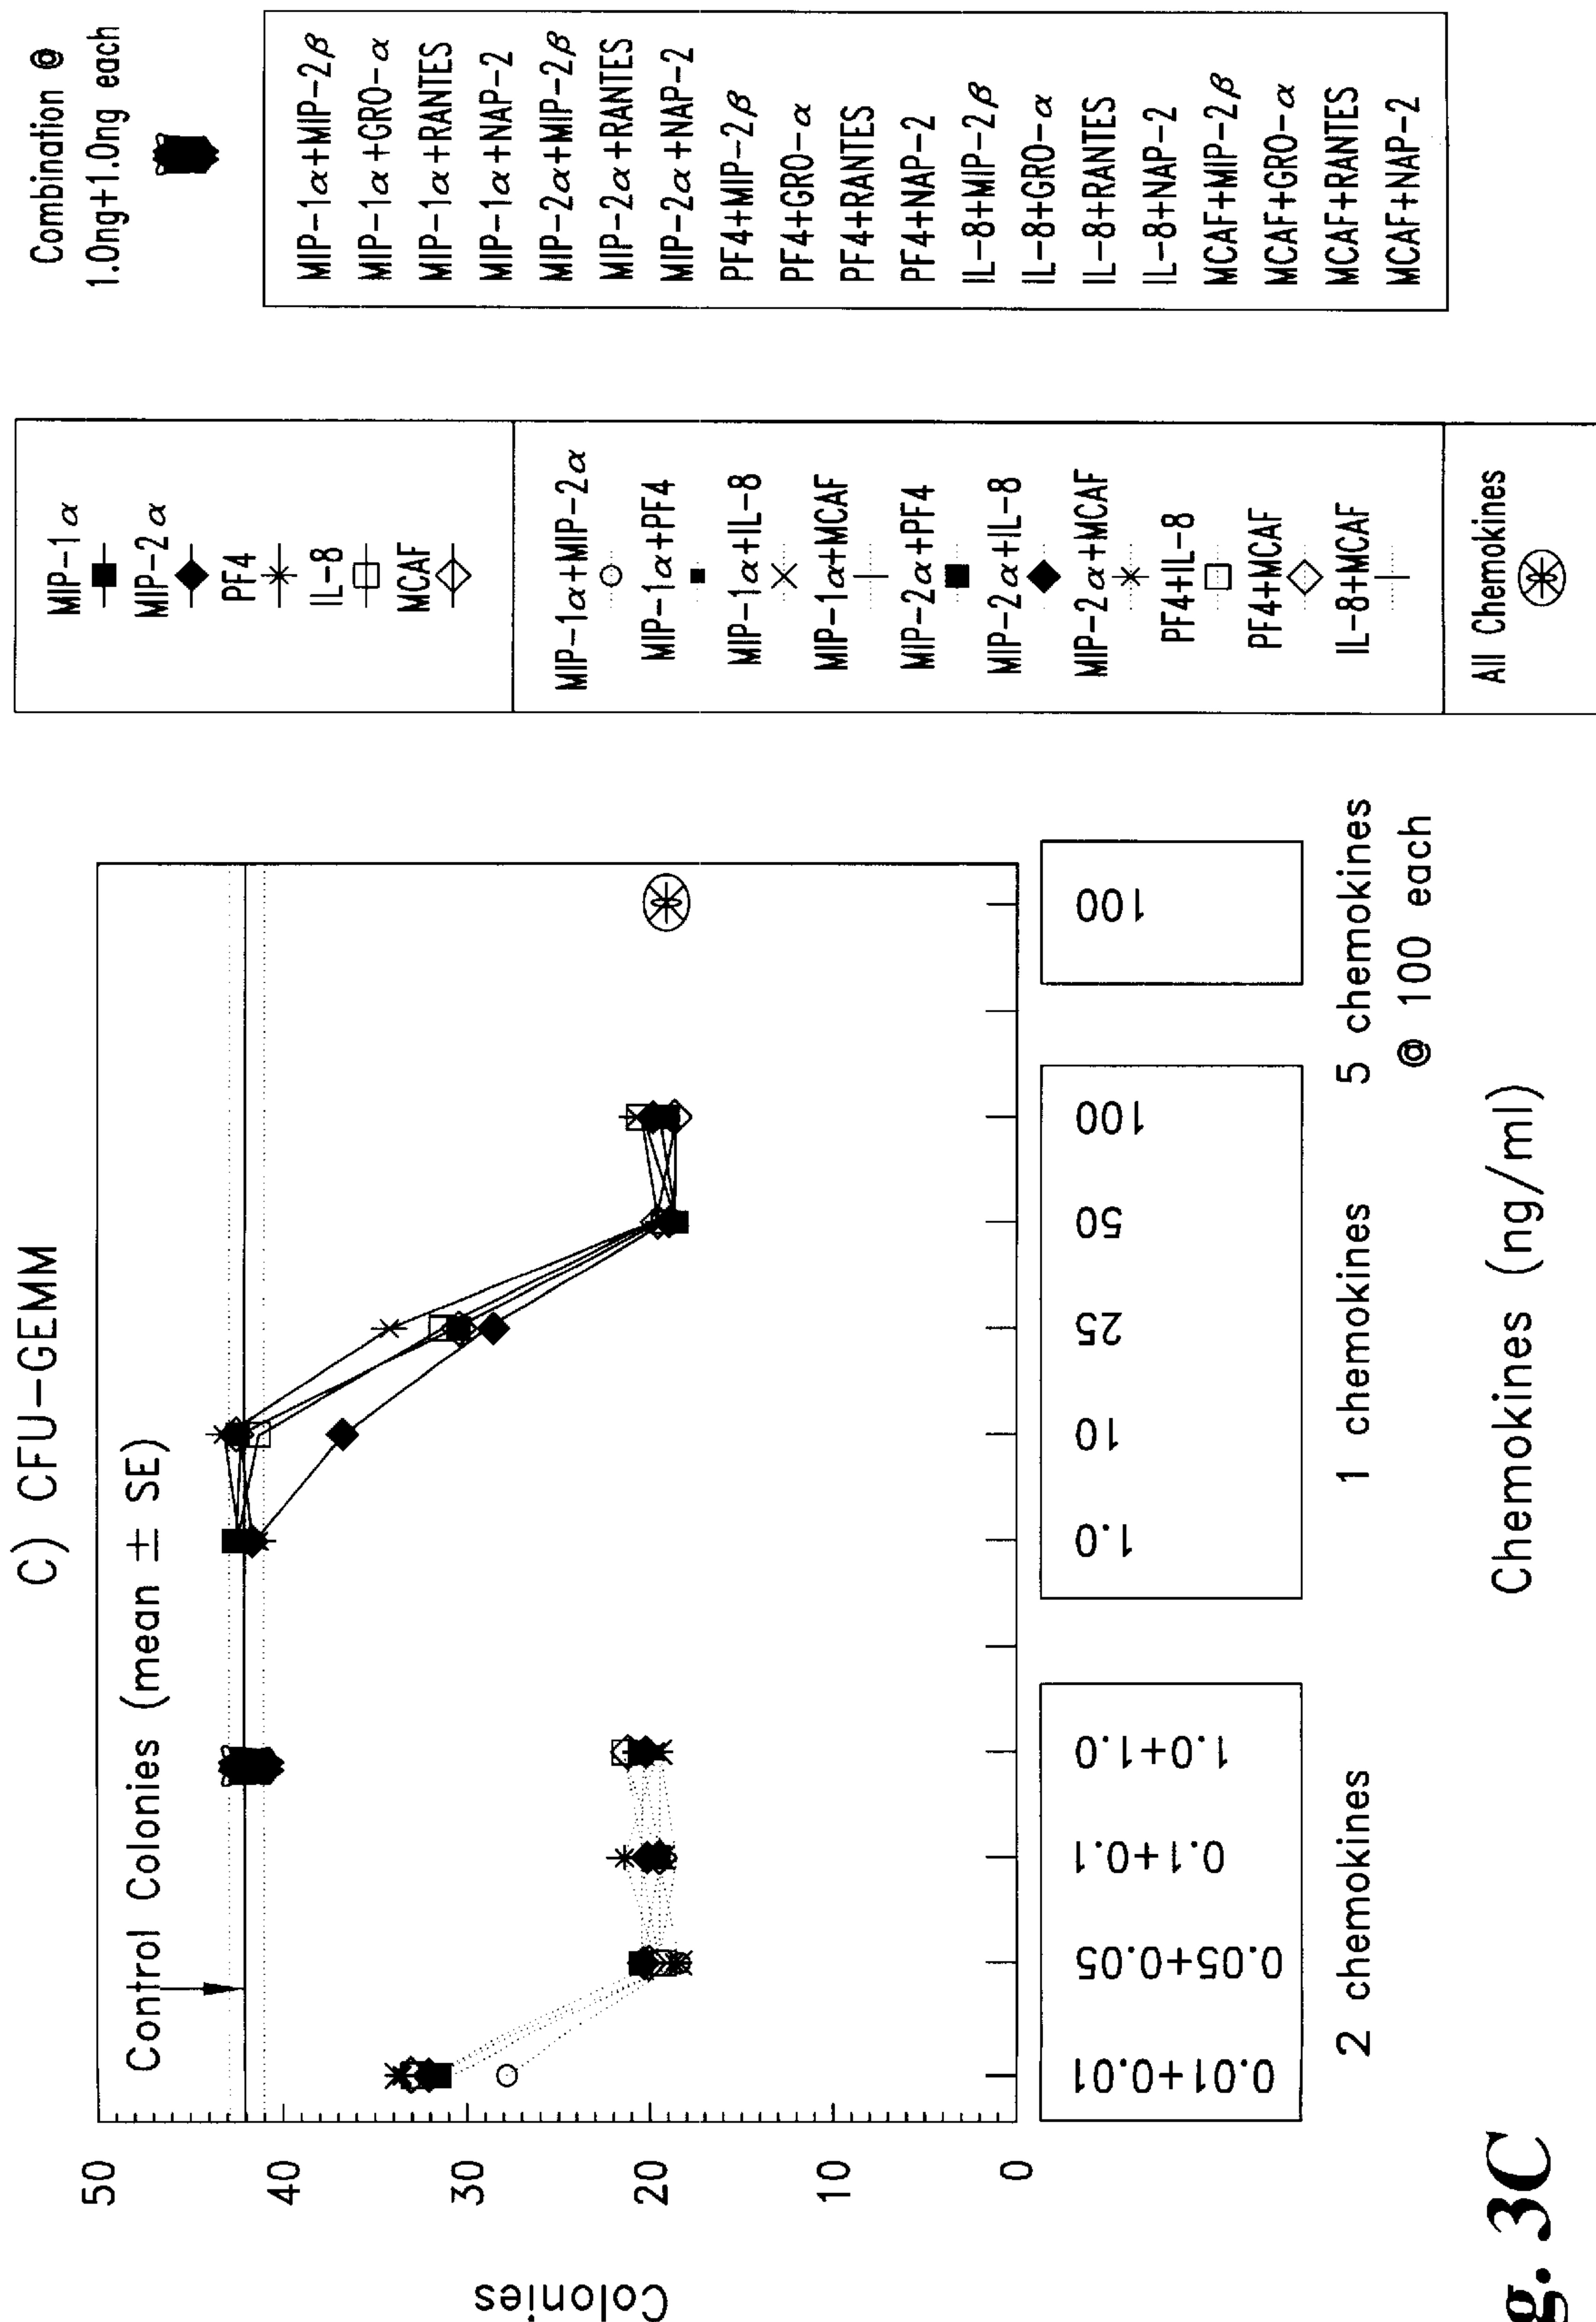 C) CFU-GEMM
Colonies
50
40
30
20
10
0
Control Colonies (mean ± SE)
0.01+0.01
0.05+0.05
0.1+0.1
1.0+1.0
1.0
10
25
50
100
100
2 chemokines
1 chemokines
5 chemokines
@ 100 each
Chemokines (ng/ml)
MIP-1α
MIP-2α
PF4
IL-8
MCAF
MIP-1α+MIP-2α
MIP-1α+PF4
MIP-1α+IL-8
MIP-1α+MCAF
MIP-2α+PF4
MIP-2α+IL-8
MIP-2α+MCAF
PF4+IL-8
PF4+MCAF
IL-8+MCAF
All Chemokines
Combination @
1.0ng+1.0ng each
MIP-1α+MIP-2β
MIP-1α+GRO-α
MIP-1α+RANTES
MIP-1α+NAP-2
MIP-2α+MIP-2β
MIP-2α+RANTES
MIP-2α+NAP-2
PF4+MIP-2β
PF4+GRO-α
PF4+RANTES
PF4+NAP-2
IL-8+MIP-2β
IL-8+GRO-α
IL-8+RANTES
IL-8+NAP-2
MCAF+MIP-2β
MCAF+GRO-α
MCAF+RANTES
MCAF+NAP-2
g. 3C